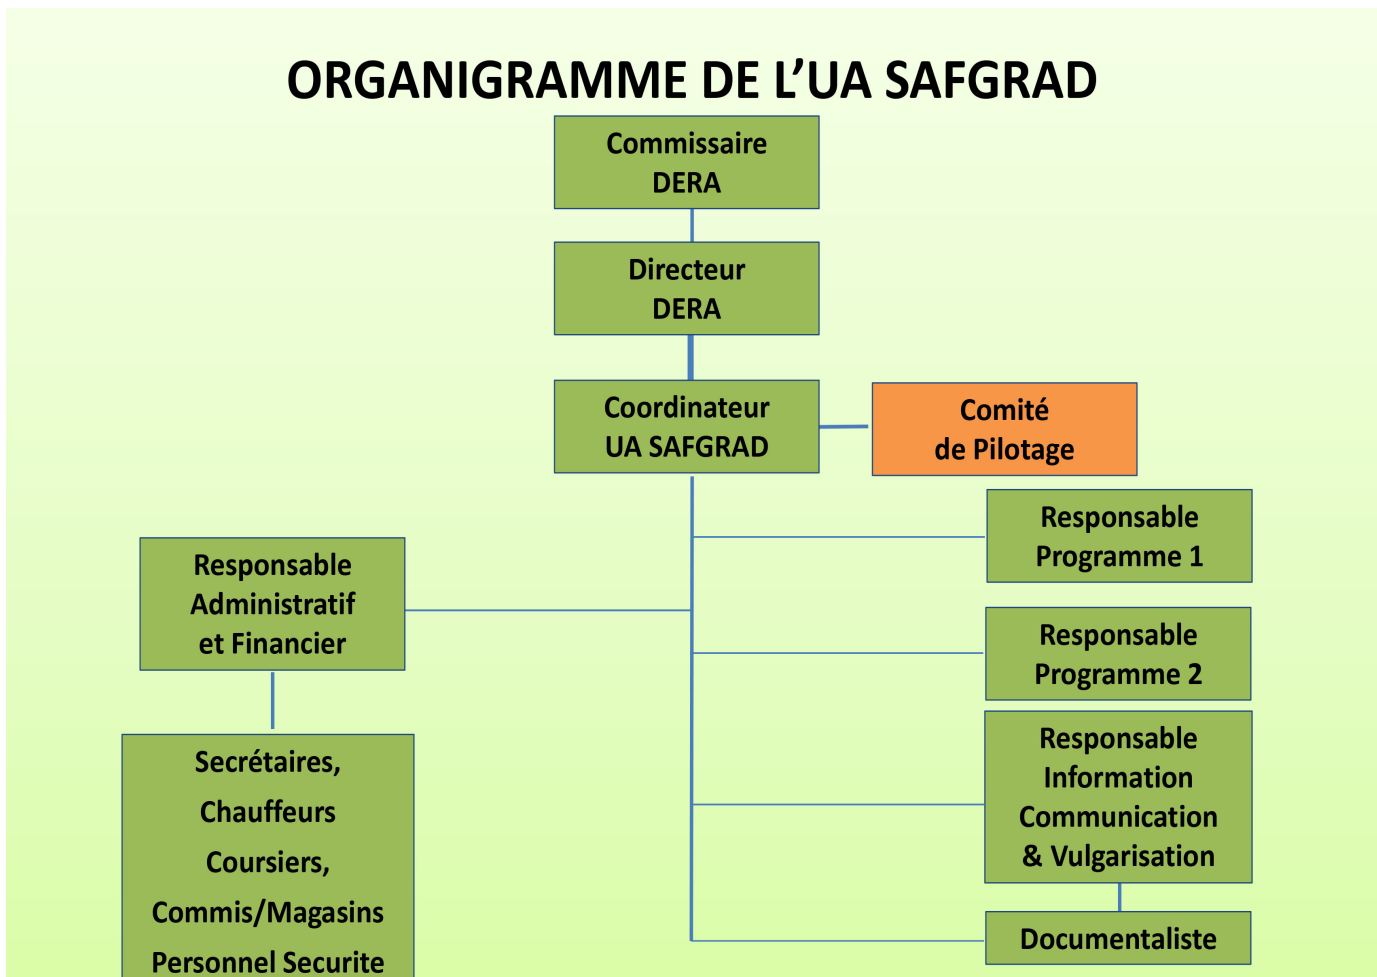 ORGANIGRAMME DE L’UA SAFGRAD
Commissaire
DERA
Directeur
DERA
Coordinateur
UA SAFGRAD
Comité
de Pilotage
Responsable
Programme 1
Responsable
Administratif
et Financier
Responsable
Programme 2
Responsable
Information
Communication
& Vulgarisation
Secrétaires,
Chauffeurs
Coursiers,
Commis/Magasins
Personnel Securite
Documentaliste